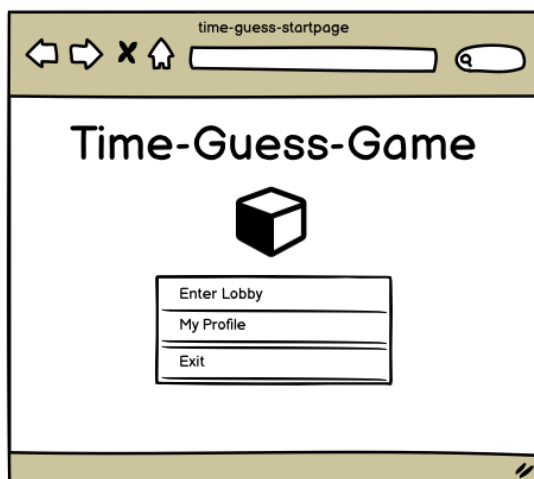 time-guess-startpage
Time-Guess-Game
Enter Lobby
My Profile
Exit